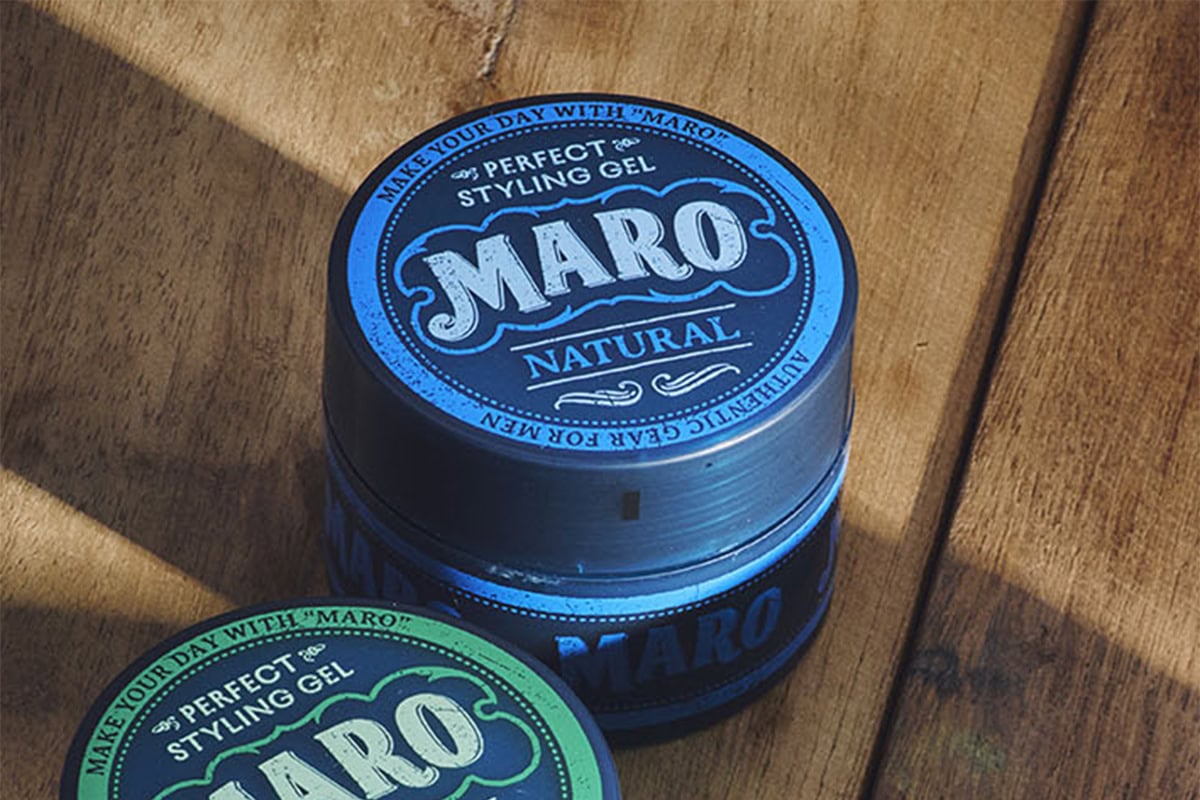 MAKE YOUR DAY WITH "MARO"
PERFECT
STYLING GEL
MARO
NATURAL
AUTHENTIC GEAR FOR MEN
MARO
MAKE YOUR DAY WITH "MARO"
PERFECT
STYLING GEL
MARO